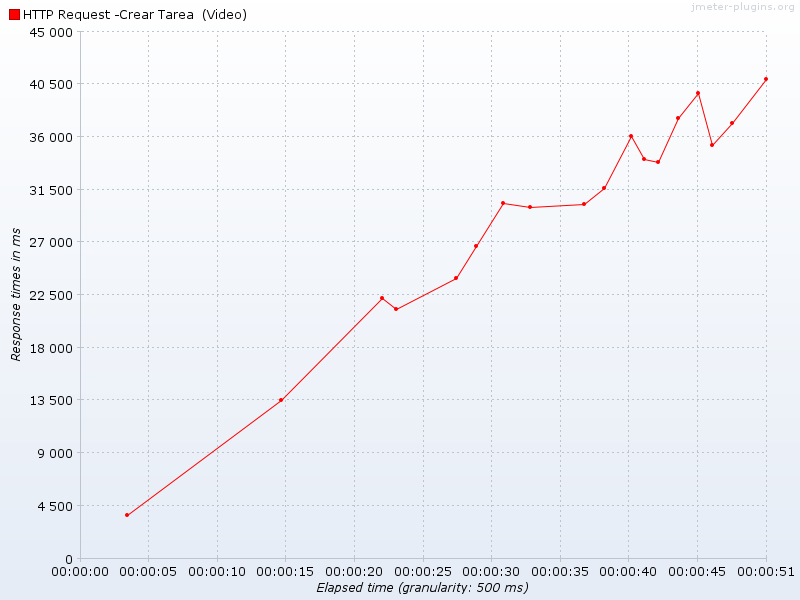 jmeter-plugins.org
HTTP Request -Crear Tarea  (Video)
45 000
40 500
36 000
31 500
27 000
22 500
18 000
13 500
9 000
4 500
0
Response times in ms
00:00:00 00:00:05 00:00:10 00:00:15 00:00:20 00:00:25 00:00:30 00:00:35 00:00:40 00:00:45 00:00:51
Elapsed time (granularity: 500 ms)